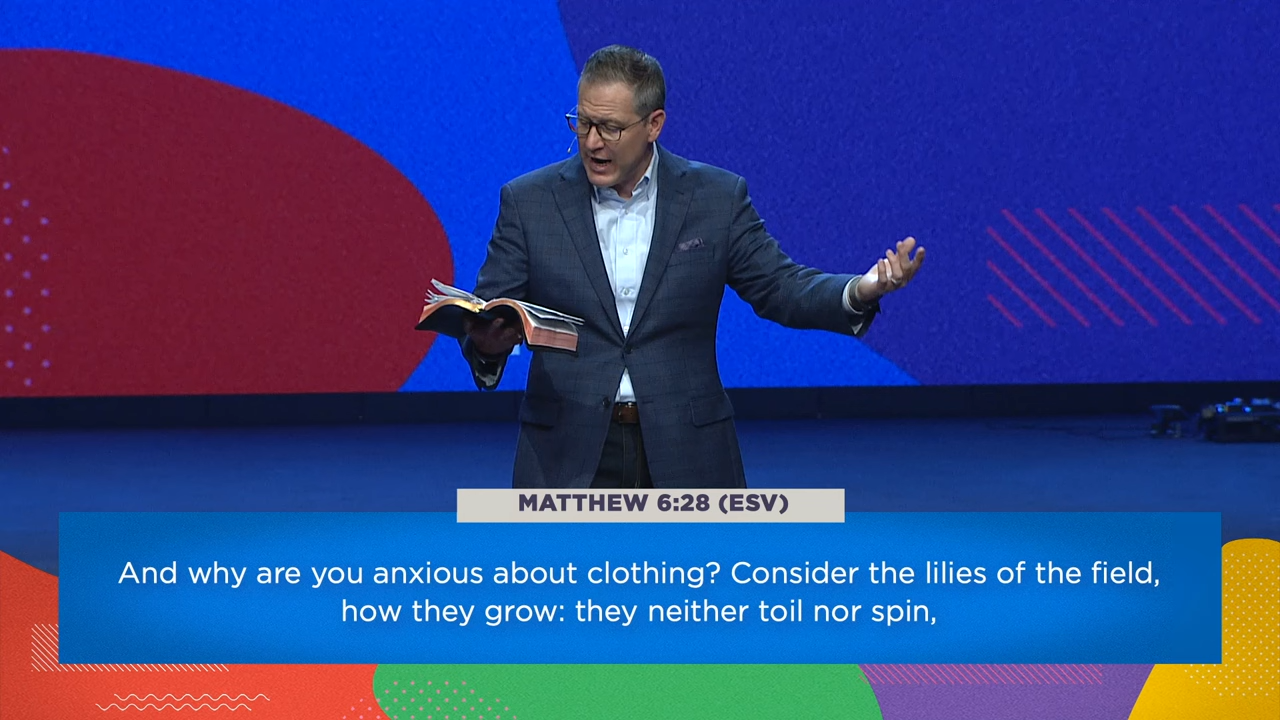 MATTHEW 6:28 (ESV)
And why are you anxious about clothing? Consider the lilies of the field,
how they grow: they neither toil nor spin,